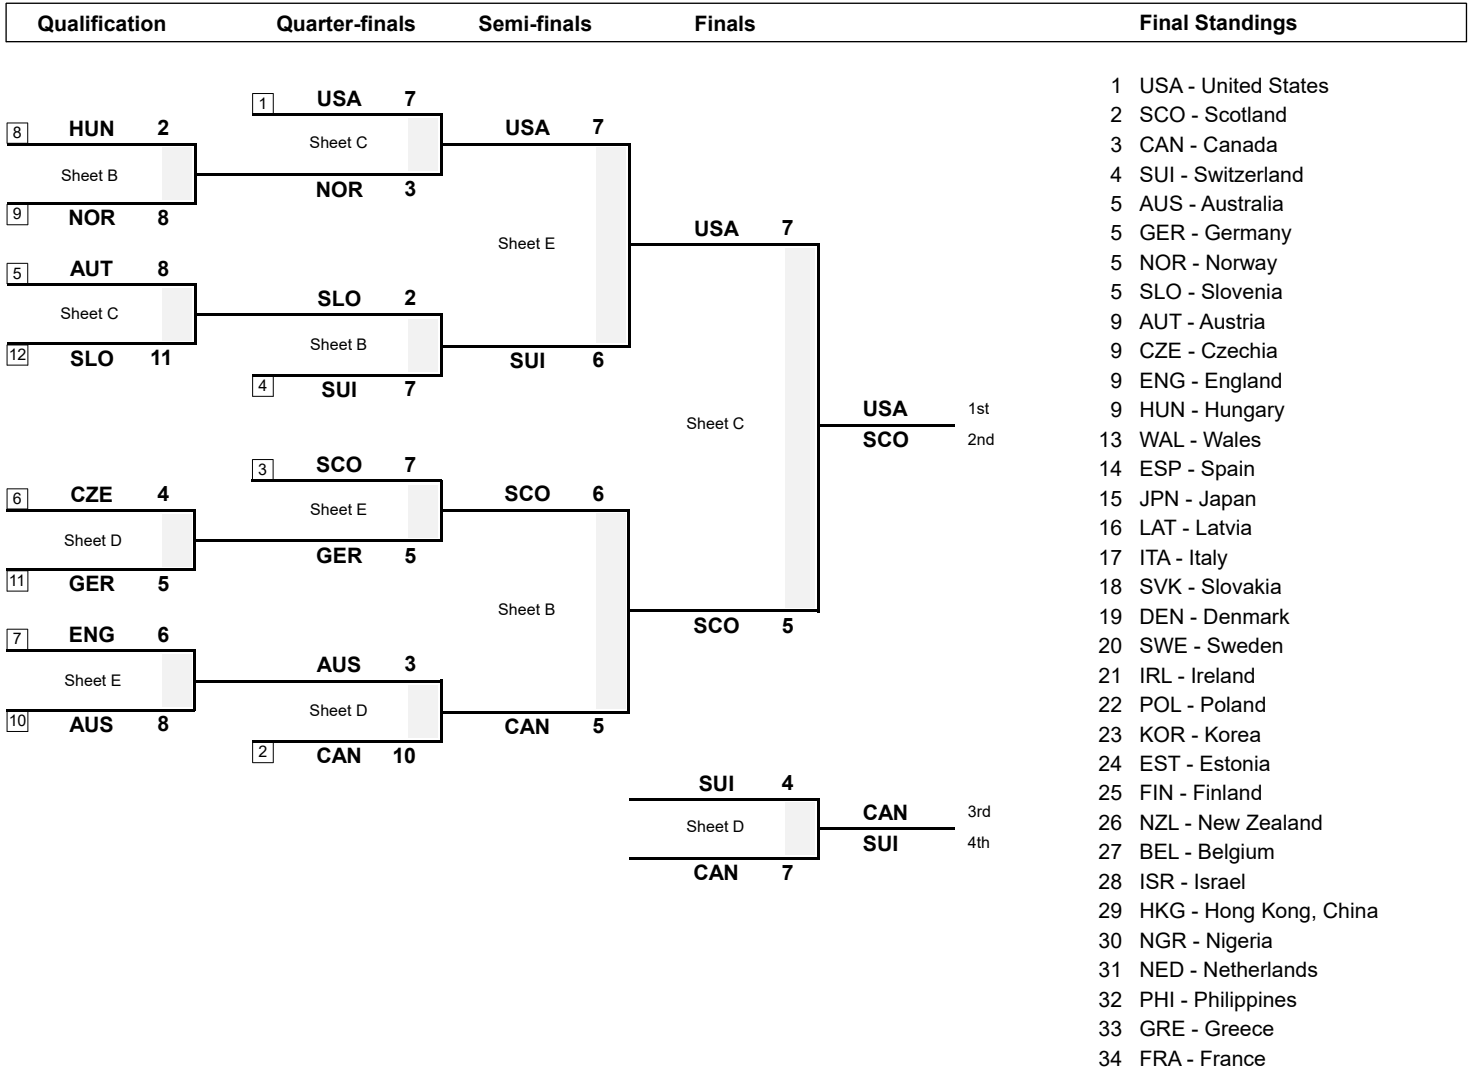 Qualification Quarter-finals Semi-finals Finals Final Standings
8 HUN 2
Sheet B
9 NOR 8
5 AUT 8
Sheet C
12 SLO 11
6 CZE 4
Sheet D
11 GER 5
7 ENG 6
Sheet E
10 AUS 8
1 USA 7
Sheet C
NOR 3
SLO 2
Sheet B
4 SUI 7
3 SCO 7
Sheet E
GER 5
AUS 3
Sheet D
2 CAN 10
USA 7
Sheet E
SUI 6
SCO 6
Sheet B
CAN 5
USA 7
Sheet C
SCO 5
SUI 4
Sheet D
CAN 7
USA 1st
SCO 2nd
CAN 3rd
SUI 4th
1 USA - United States
2 SCO - Scotland
3 CAN - Canada
4 SUI - Switzerland
5 AUS - Australia
5 GER - Germany
5 NOR - Norway
5 SLO - Slovenia
9 AUT - Austria
9 CZE - Czechia
9 ENG - England
9 HUN - Hungary
13 WAL - Wales
14 ESP - Spain
15 JPN - Japan
16 LAT - Latvia
17 ITA - Italy
18 SVK - Slovakia
19 DEN - Denmark
20 SWE - Sweden
21 IRL - Ireland
22 POL - Poland
23 KOR - Korea
24 EST - Estonia
25 FIN - Finland
26 NZL - New Zealand
27 BEL - Belgium
28 ISR - Israel
29 HKG - Hong Kong, China
30 NGR - Nigeria
31 NED - Netherlands
32 PHI - Philippines
33 GRE - Greece
34 FRA - France